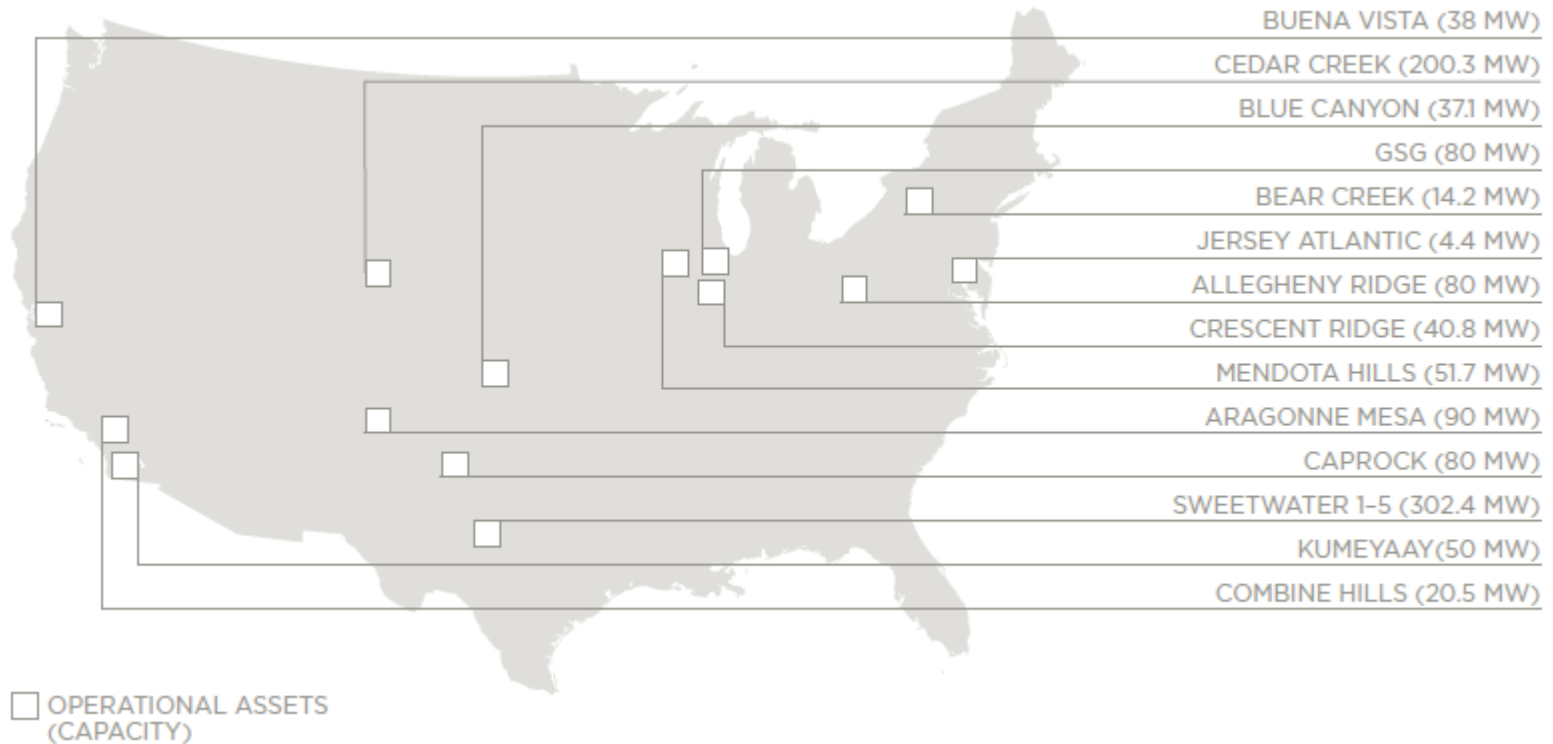 BUENA VISTA (38 MW)
CEDAR CREEK (200.3 MW)
BLUE CANYON (37.1 MW)
GSG (80 MW)
BEAR CREEK (14.2 MW)
JERSEY ATLANTIC (4.4 MW)
ALLEGHENY RIDGE (80 MW)
CRESCENT RIDGE (40.8 MW)
MENDOTA HILLS (51.7 MW)
ARAGONNE MESA (90 MW)
CAPROCK (80 MW)
SWEETWATER 1–5 (302.4 MW)
KUMEYAAY(50 MW)
COMBINE HILLS (20.5 MW)
OPERATIONAL ASSETS
(CAPACITY)